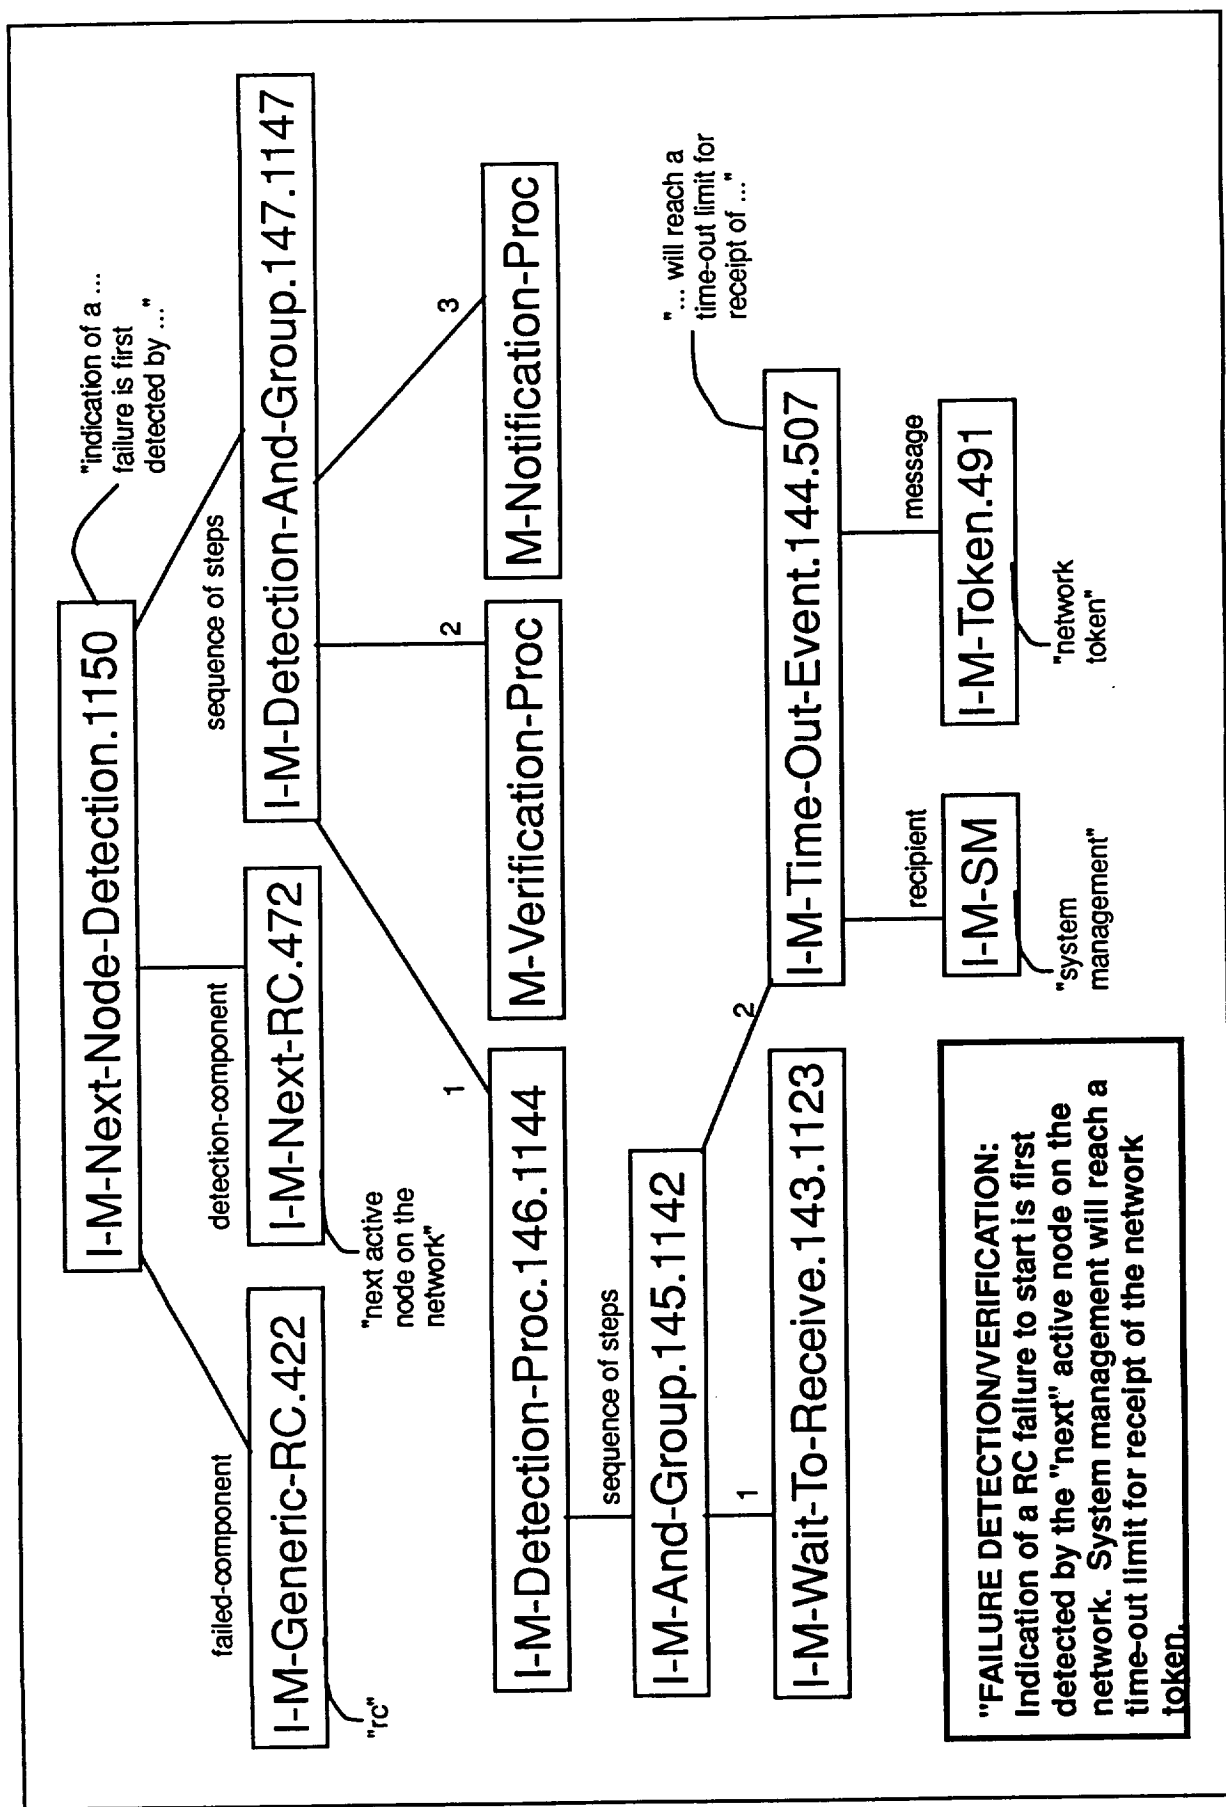 I-M-Next-Node-Detection.1150
"indication of a ...
failure is first
detected by ..."
failed-component
detection-component
sequence of steps
I-M-Generic-RC.422
I-M-Next-RC.472
I-M-Detection-And-Group.147.1147
"rc"
"next active
node on the
network"
1
2
3
I-M-Detection-Proc.146.1144
M-Verification-Proc
M-Notification-Proc
sequence of steps
"... will reach a
time-out limit for
receipt of ..."
I-M-And-Group.145.1142
1
2
I-M-Wait-To-Receive.143.1123
I-M-Time-Out-Event.144.507
recipient
message
I-M-SM
I-M-Token.491
"system
management"
"network
token"
"FAILURE DETECTION/VERIFICATION:
Indication of a RC failure to start is first
detected by the "next" active node on the
network. System management will reach a
time-out limit for receipt of the network
token.